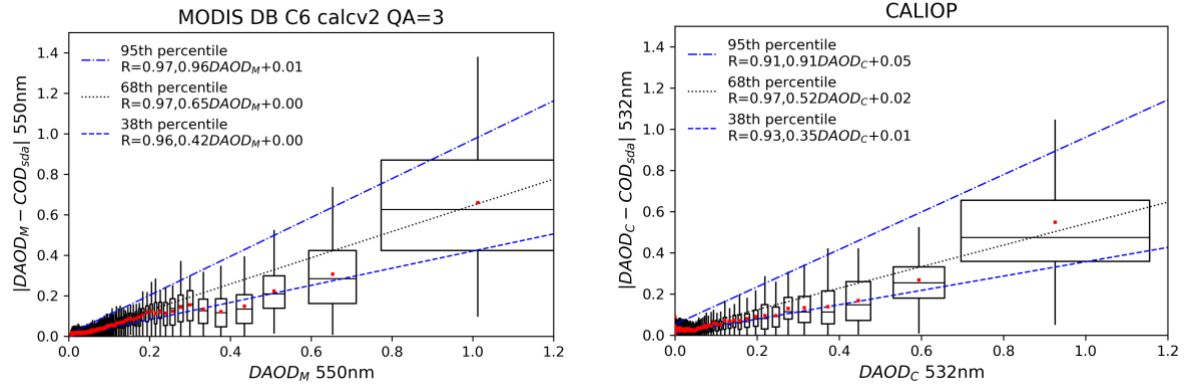 MODIS DB C6 calcv2 QA=3
95th percentile
R=0.97,0.96DAOD_M+0.01
68th percentile
R=0.97,0.65DAOD_M+0.00
38th percentile
R=0.96,0.42DAOD_M+0.00
|DAOD_M − COD_sda| 550nm
1.4
1.2
1.0
0.8
0.6
0.4
0.2
0.0
0.0 0.2 0.4 0.6 0.8 1.0 1.2
DAOD_M 550nm
CALIOP
95th percentile
R=0.91,0.91DAOD_C+0.05
68th percentile
R=0.97,0.52DAOD_C+0.02
38th percentile
R=0.93,0.35DAOD_C+0.01
|DAOD_C − COD_sda| 532nm
1.4
1.2
1.0
0.8
0.6
0.4
0.2
0.0
0.0 0.2 0.4 0.6 0.8 1.0 1.2
DAOD_C 532nm